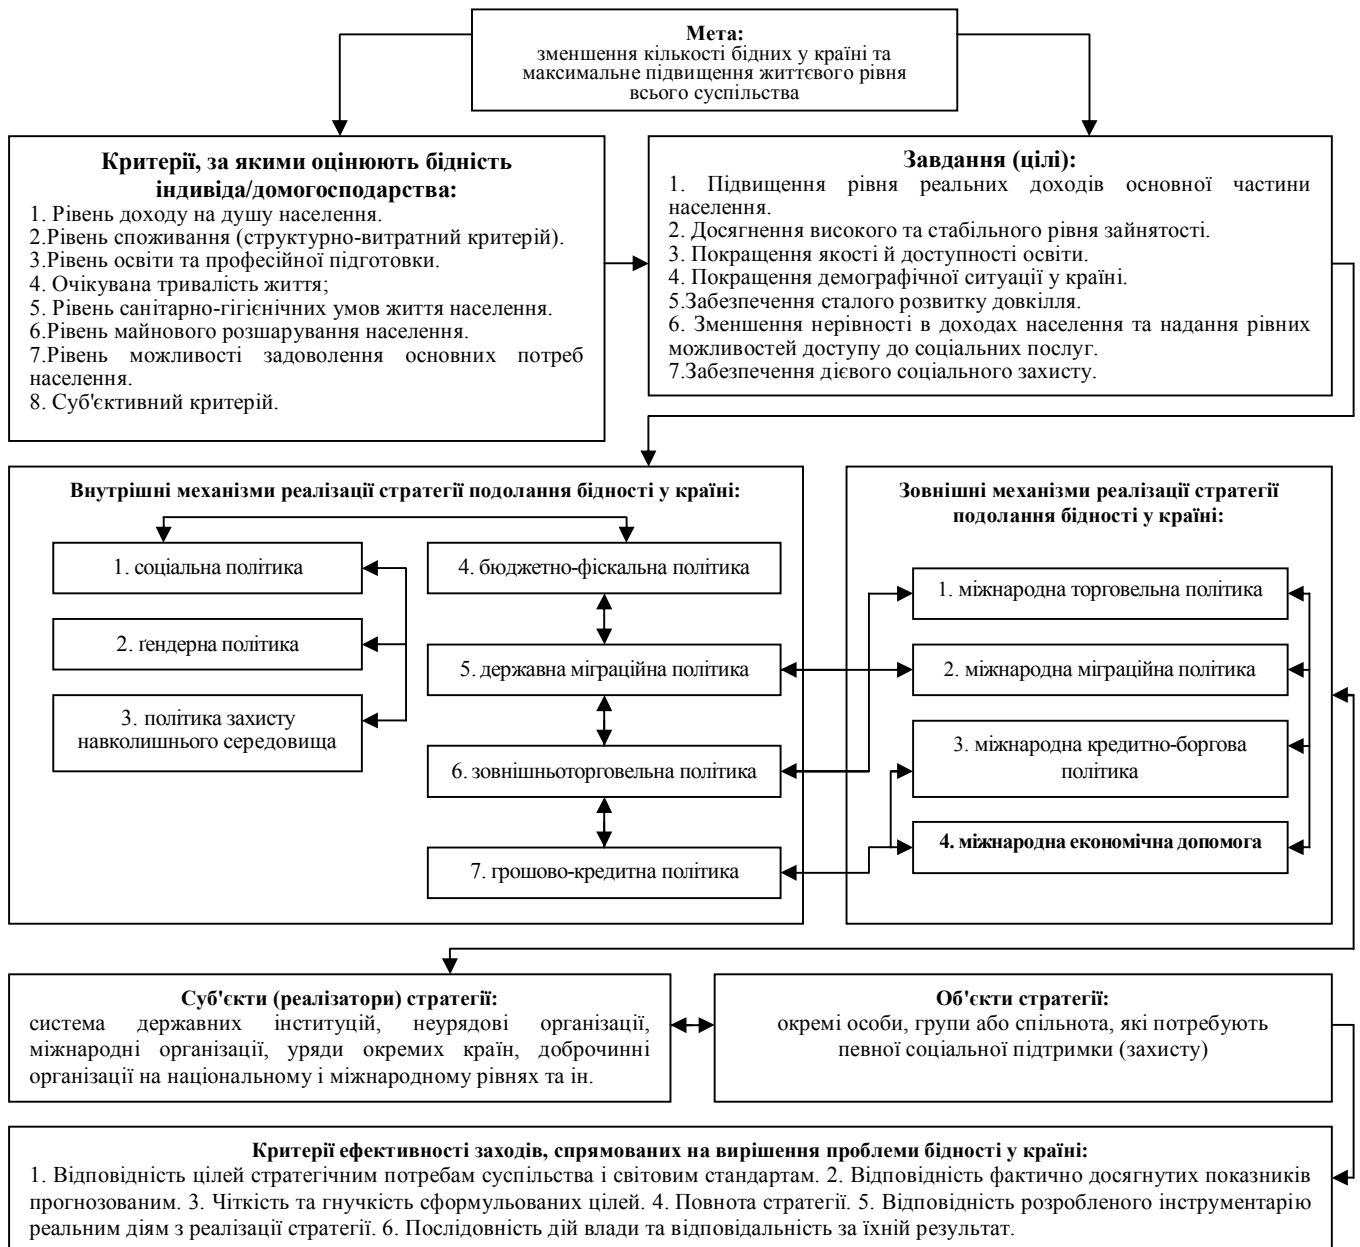 Мета:
зменшення кількості бідних у країні та
максимальне підвищення життєвого рівня
всього суспільства
Критерії, за якими оцінюють бідність
індивіда/домогосподарства:
1. Рівень доходу на душу населення.
2.Рівень споживання (структурно-витратний критерій).
3.Рівень освіти та професійної підготовки.
4. Очікувана тривалість життя;
5. Рівень санітарно-гігієнічних умов життя населення.
6.Рівень майнового розшарування населення.
7.Рівень можливості задоволення основних потреб
населення.
8. Суб'єктивний критерій.
Завдання (цілі):
1. Підвищення рівня реальних доходів основної частини
населення.
2. Досягнення високого та стабільного рівня зайнятості.
3. Покращення якості й доступності освіти.
4. Покращення демографічної ситуації у країні.
5.Забезпечення сталого розвитку довкілля.
6. Зменшення нерівності в доходах населення та надання рівних
можливостей доступу до соціальних послуг.
7.Забезпечення дієвого соціального захисту.
Внутрішні механізми реалізації стратегії подолання бідності у країні:
1. соціальна політика
2. ґендерна політика
3. політика захисту
навколишнього середовища
4. бюджетно-фіскальна політика
5. державна міграційна політика
6. зовнішньоторговельна політика
7. грошово-кредитна політика
Зовнішні механізми реалізації стратегії
подолання бідності у країні:
1. міжнародна торговельна політика
2. міжнародна міграційна політика
3. міжнародна кредитно-боргова
політика
4. міжнародна економічна допомога
Суб'єкти (реалізатори) стратегії:
система державних інституцій, неурядові організації,
міжнародні організації, уряди окремих країн, доброчинні
організації на національному і міжнародному рівнях та ін.
Об'єкти стратегії:
окремі особи, групи або спільнота, які потребують
певної соціальної підтримки (захисту)
Критерії ефективності заходів, спрямованих на вирішення проблеми бідності у країні:
1. Відповідність цілей стратегічним потребам суспільства і світовим стандартам. 2. Відповідність фактично досягнутих показників
прогнозованим. 3. Чіткість та гнучкість сформульованих цілей. 4. Повнота стратегії. 5. Відповідність розробленого інструментарію
реальним діям з реалізації стратегії. 6. Послідовність дій влади та відповідальність за їхній результат.